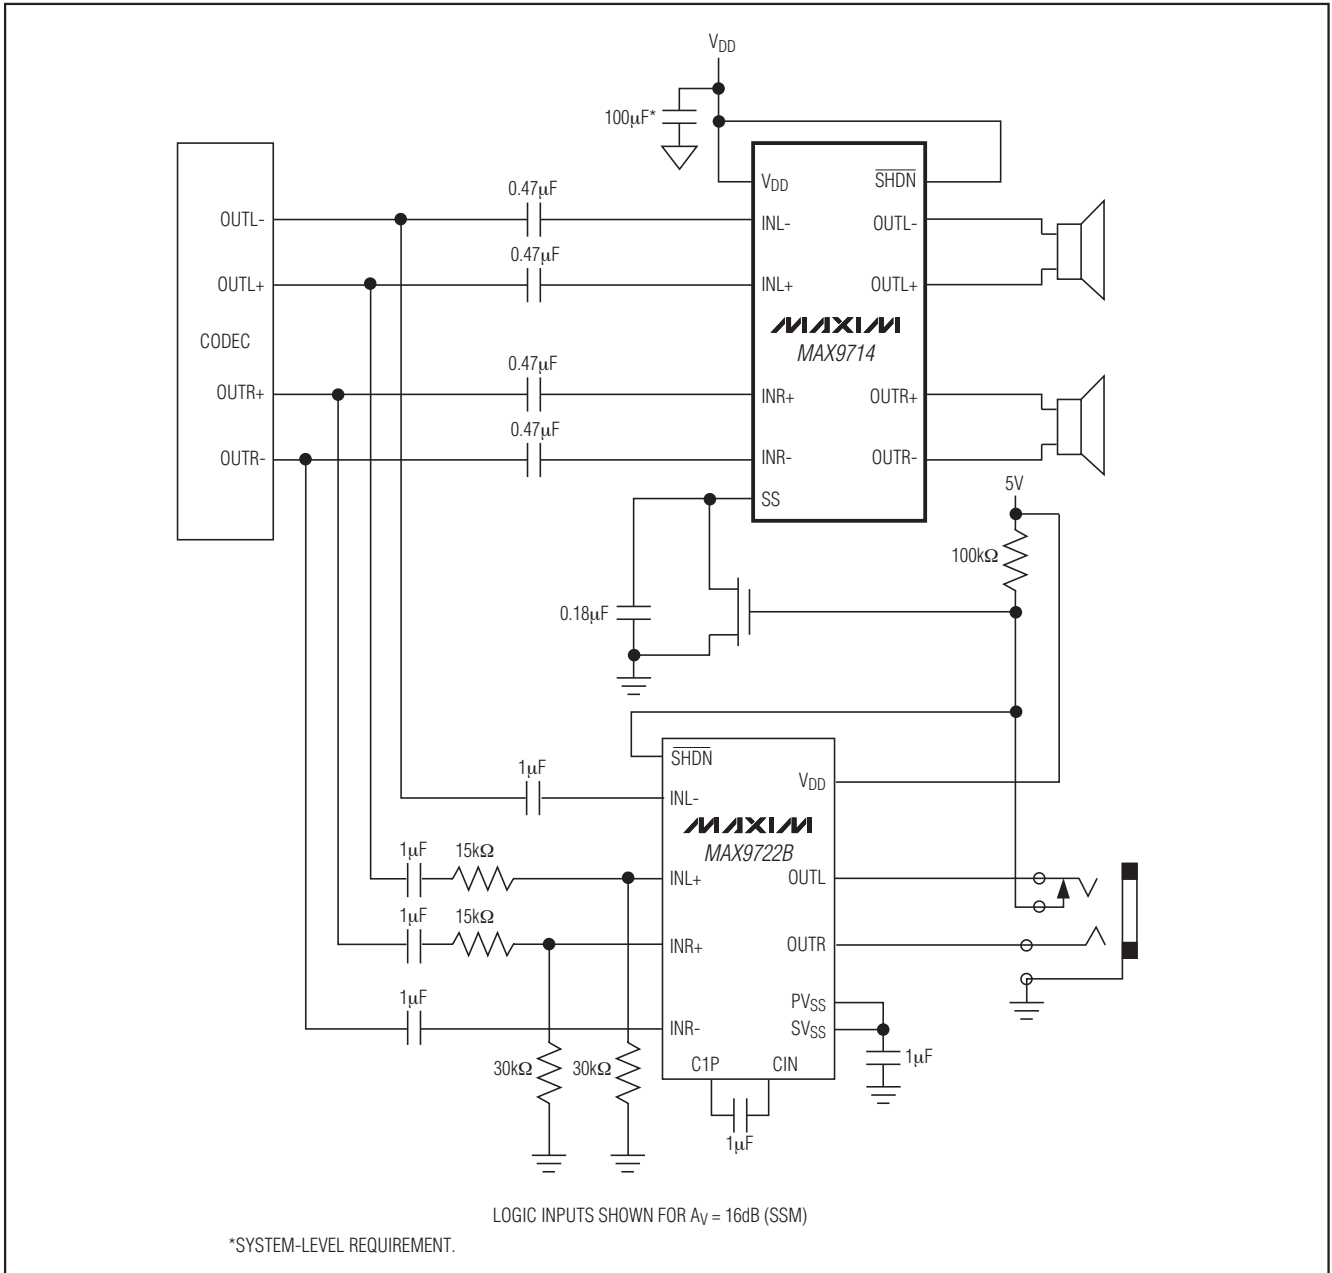 VDD
100µF*
VDD
SHDN
0.47µF
OUTL-
INL-
OUTL-
0.47µF
OUTL+
INL+
OUTL+
MAXIM
CODEC
MAX9714
0.47µF
OUTR+
INR+
OUTR+
0.47µF
OUTR-
INR-
OUTR-
SS
5V
100kΩ
0.18µF
SHDN
1µF
VDD
INL-
MAXIM
MAX9722B
1µF
15kΩ
INL+
OUTL
1µF
15kΩ
INR+
OUTR
1µF
PVSS
INR-
SVSS
1µF
30kΩ
30kΩ
C1P
CIN
1µF
LOGIC INPUTS SHOWN FOR AV = 16dB (SSM)
*SYSTEM-LEVEL REQUIREMENT.